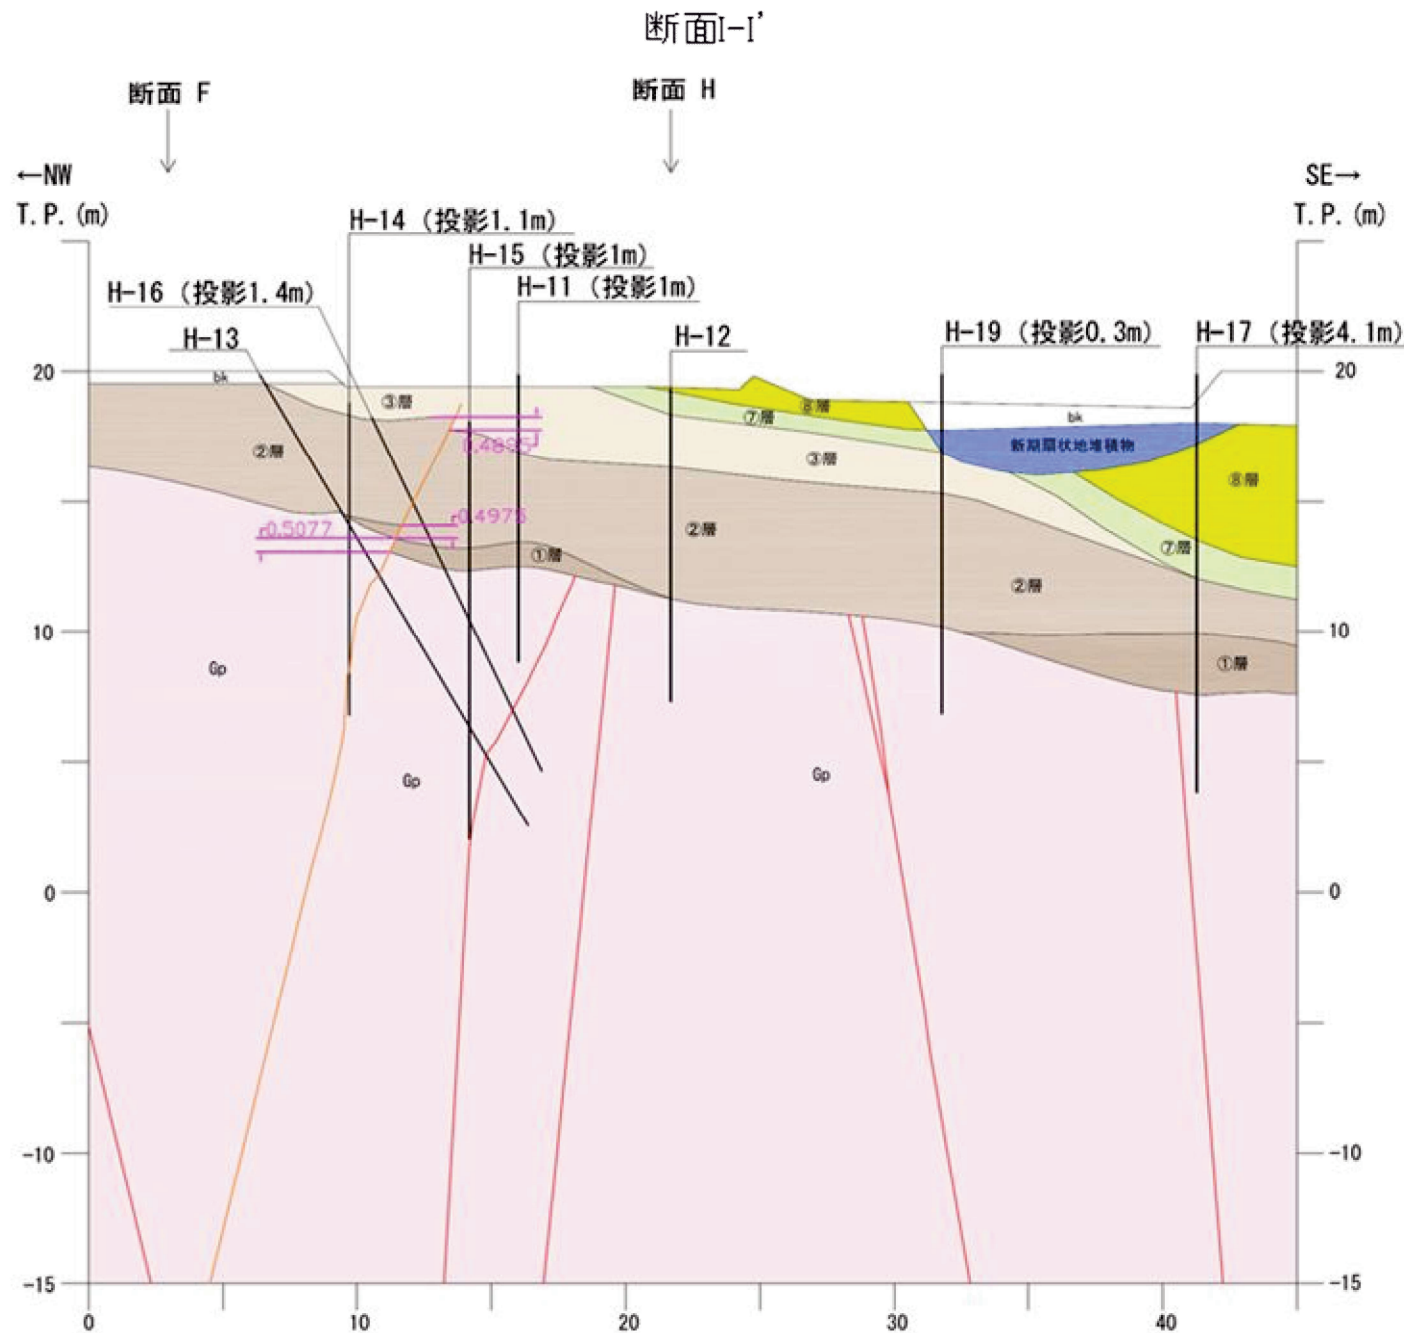 断面I-I’
断面 F
断面 H
←NW
SE→
T.P.(m)
T.P.(m)
H-14 (投影1.1m)
H-15 (投影1m)
H-16 (投影1.4m)
H-11 (投影1m)
H-13
H-12
H-19 (投影0.3m)
H-17 (投影4.1m)
20
bk
20
③層
⑧層
⑦層
bk
0.4895
新期扇状地堆積物
②層
③層
⑧層
0.4975
0.5077
②層
①層
⑦層
②層
10
10
Gp
①層
Gp
Gp
0
0
-10
-10
-15
-15
0
10
20
30
40